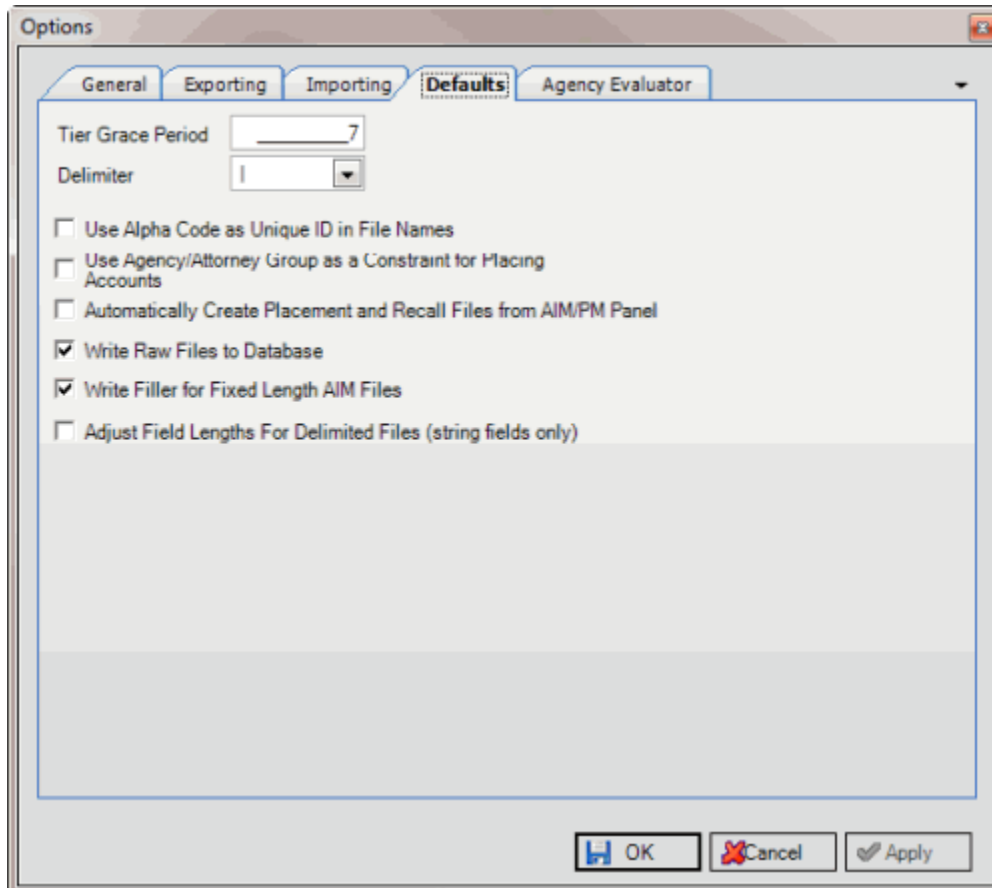 Options
General Exporting Importing Defaults Agency Evaluator
Tier Grace Period _________7
Delimiter |
Use Alpha Code as Unique ID in File Names
Use Agency/Attorney Group as a Constraint for Placing
Accounts
Automatically Create Placement and Recall Files from AIM/PM Panel
Write Raw Files to Database
Write Filler for Fixed Length AIM Files
Adjust Field Lengths For Delimited Files (string fields only)
OK Cancel Apply